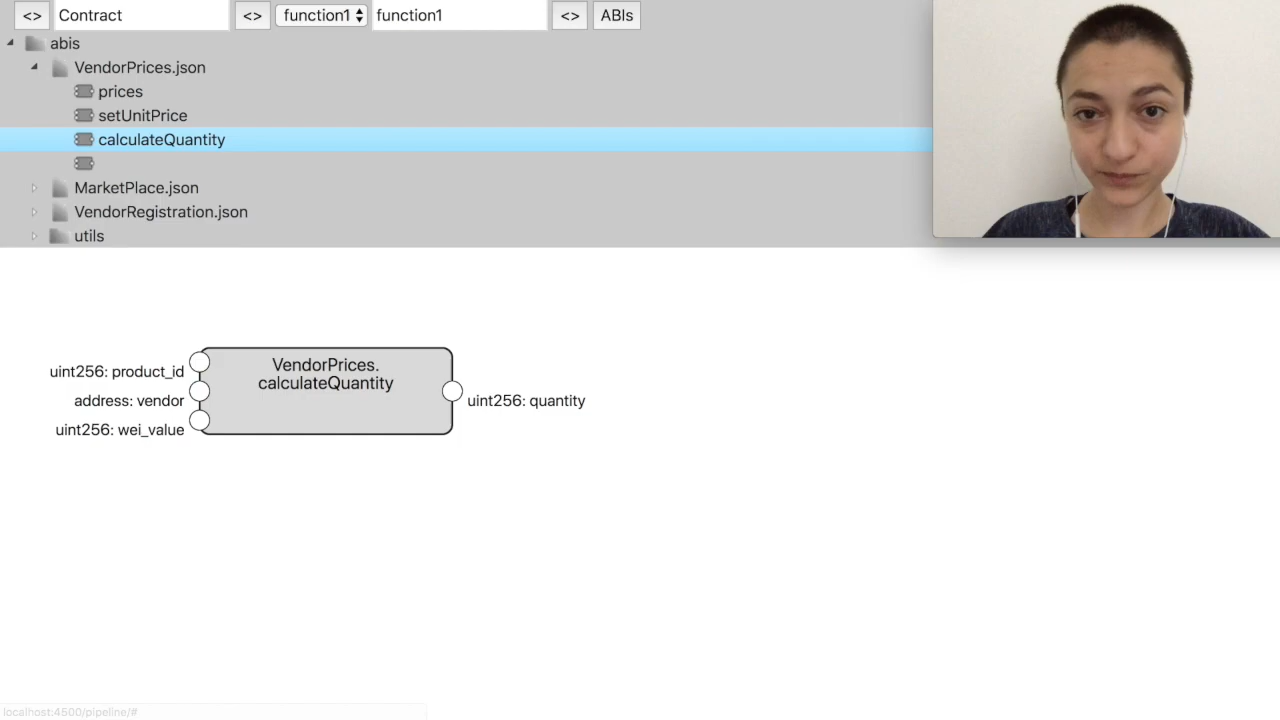 <> Contract <> function1 function1 <> ABIs
abis
VendorPrices.json
prices
setUnitPrice
calculateQuantity
MarketPlace.json
VendorRegistration.json
utils
VendorPrices.
calculateQuantity
uint256: product_id
address: vendor
uint256: wei_value
uint256: quantity
localhost:4500/pipeline/#